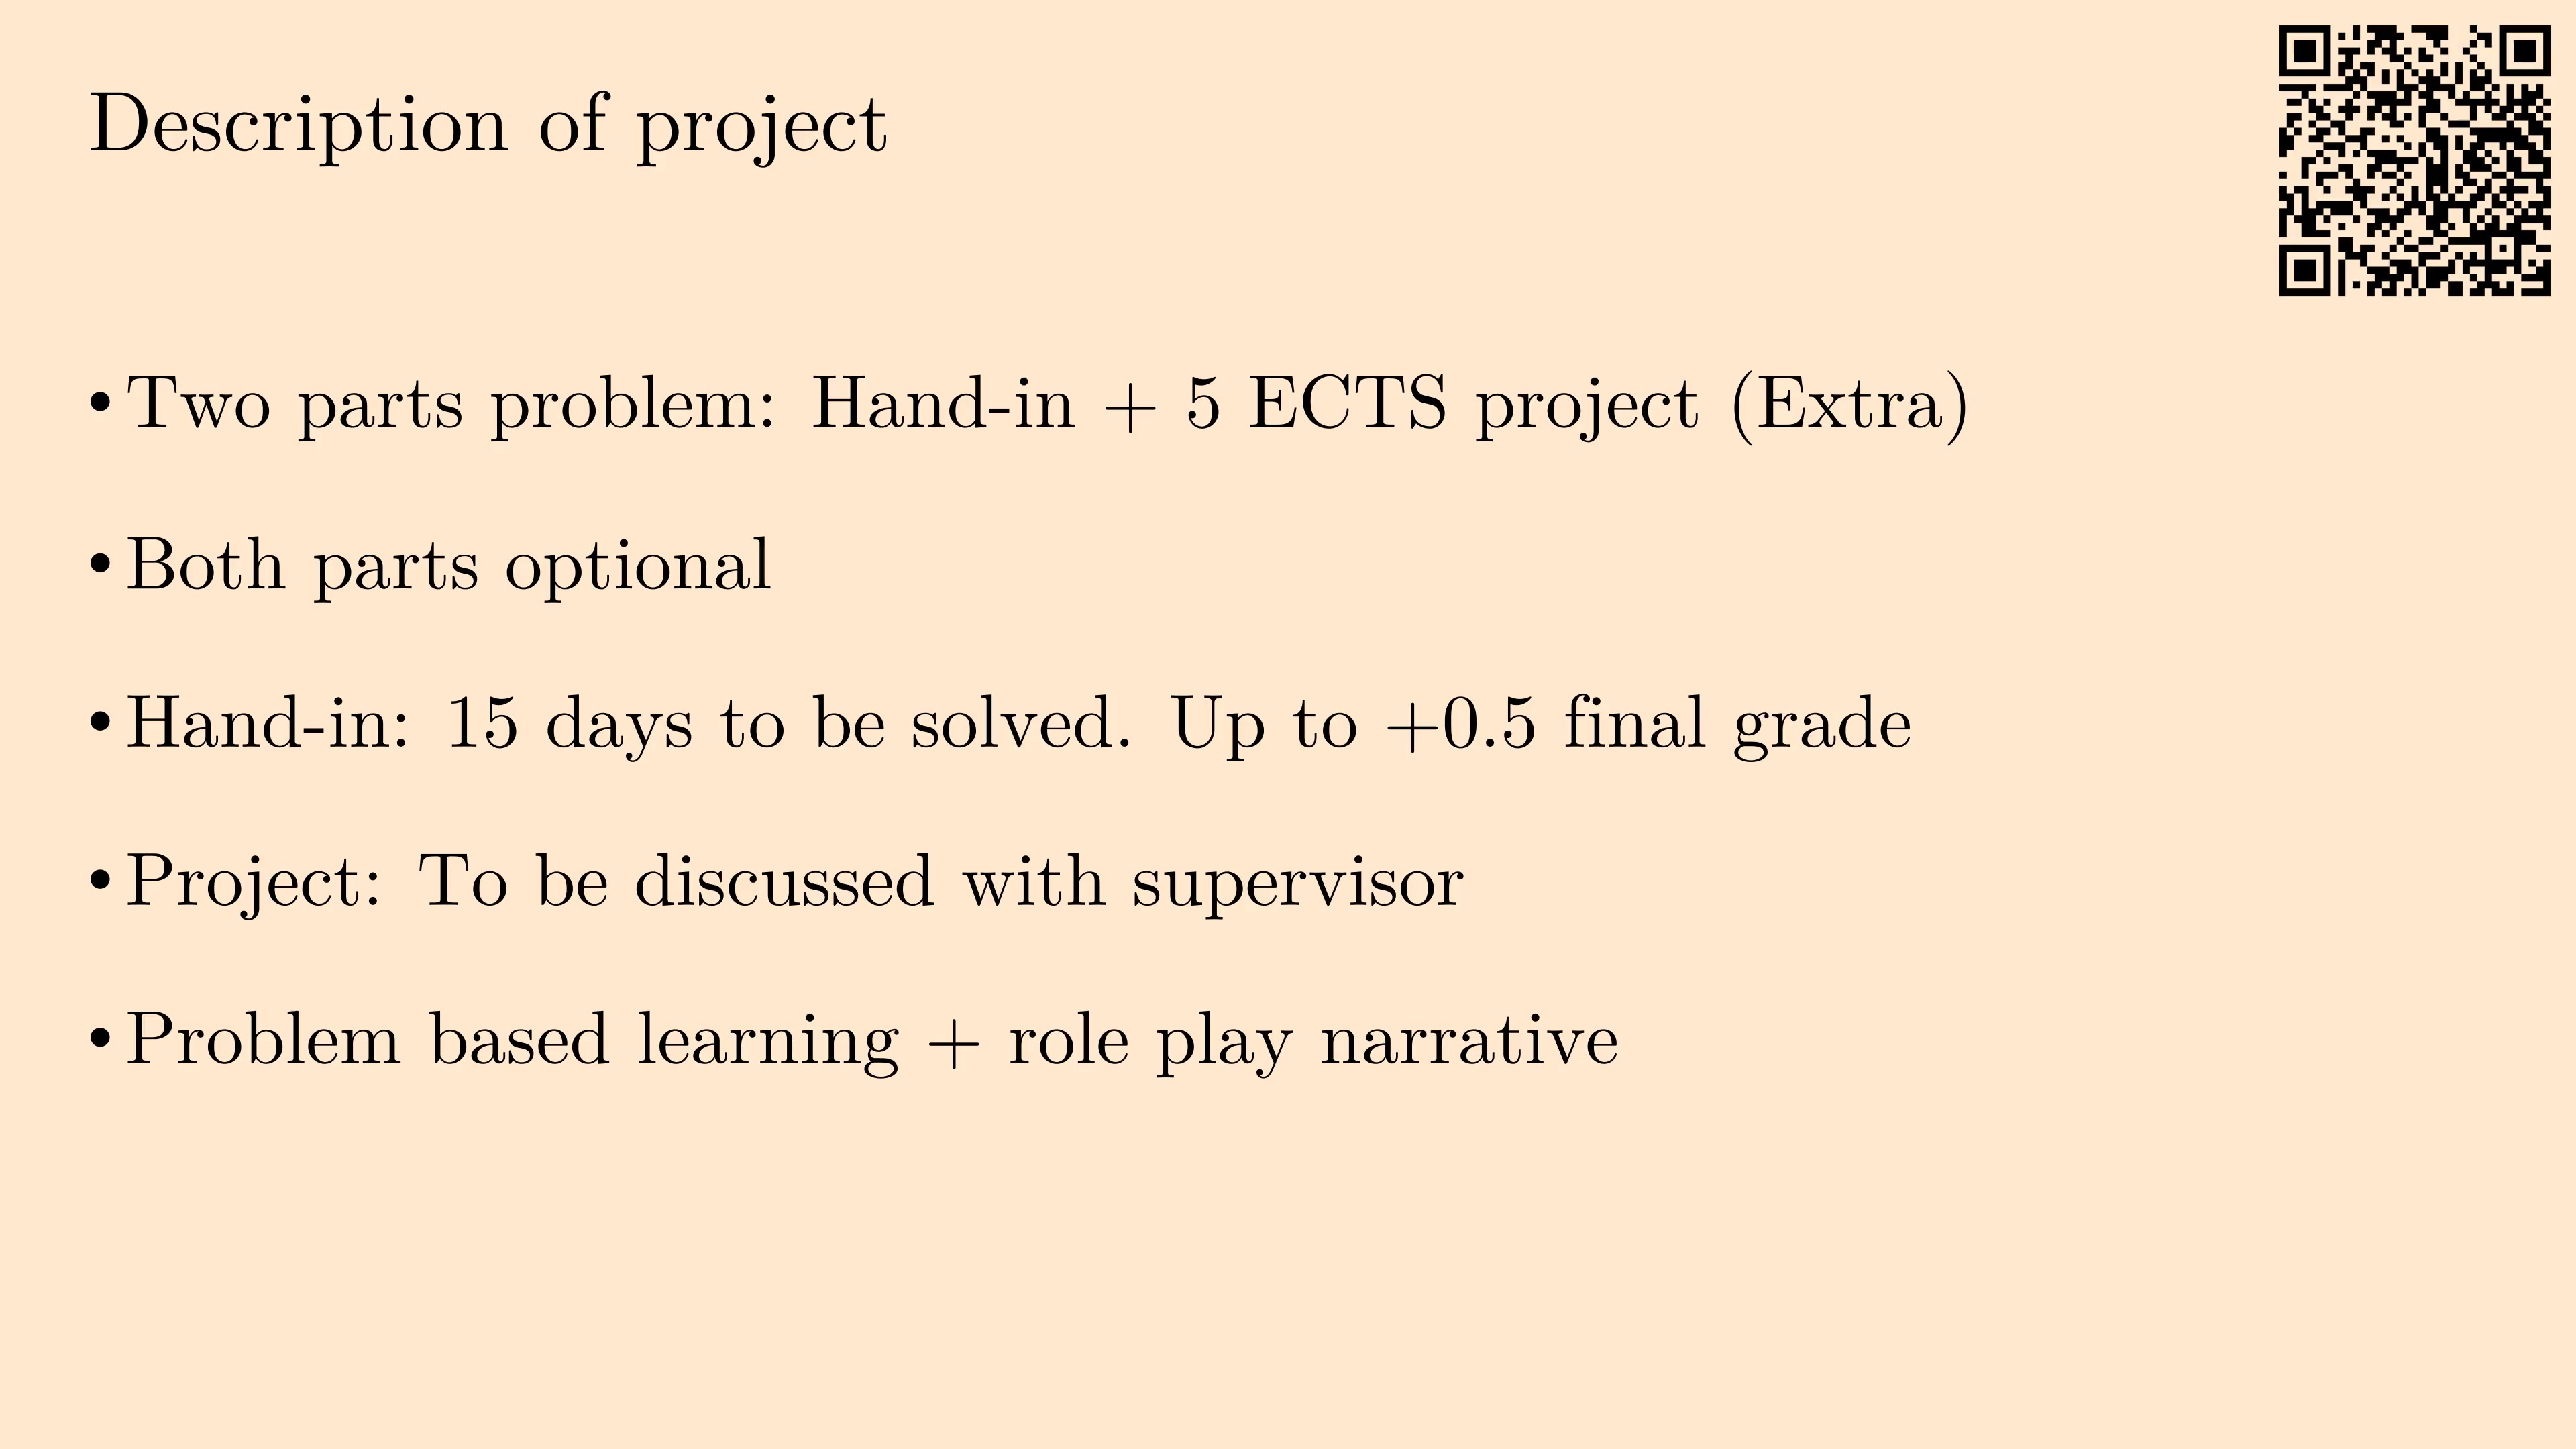 Description of project
• Two parts problem: Hand-in + 5 ECTS project (Extra)
• Both parts optional
• Hand-in: 15 days to be solved. Up to +0.5 final grade
• Project: To be discussed with supervisor
• Problem based learning + role play narrative